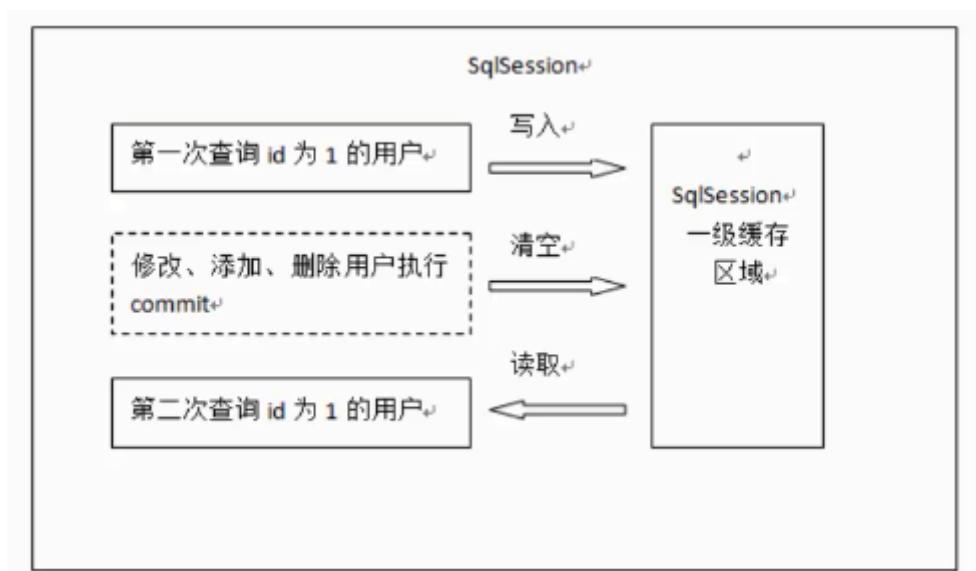 SqlSession↵
第一次查询 id 为 1 的用户↵
写入↵
修改、添加、删除用户执行
commit↵
清空↵
第二次查询 id 为 1 的用户↵
读取↵
↵
SqlSession↵
一级缓存
区域↵